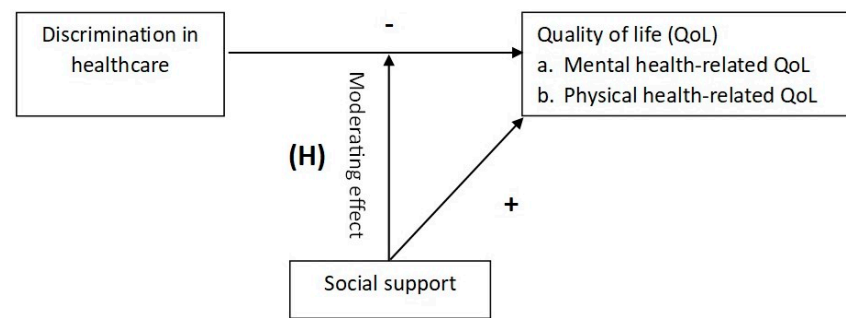 -
Discrimination in
healthcare
Quality of life (QoL)
a. Mental health-related QoL
b. Physical health-related QoL
Moderating effect
(H)
+
Social support